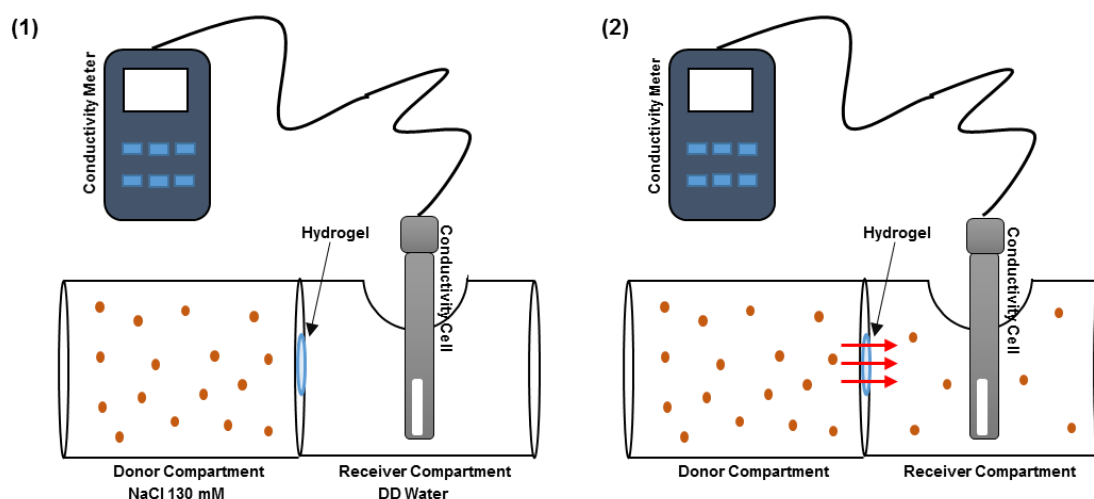 (1)
Conductivity Meter
Hydrogel
Conductivity Cell
Donor Compartment
NaCl 130 mM
Receiver Compartment
DD Water
(2)
Conductivity Meter
Hydrogel
Conductivity Cell
Donor Compartment
Receiver Compartment